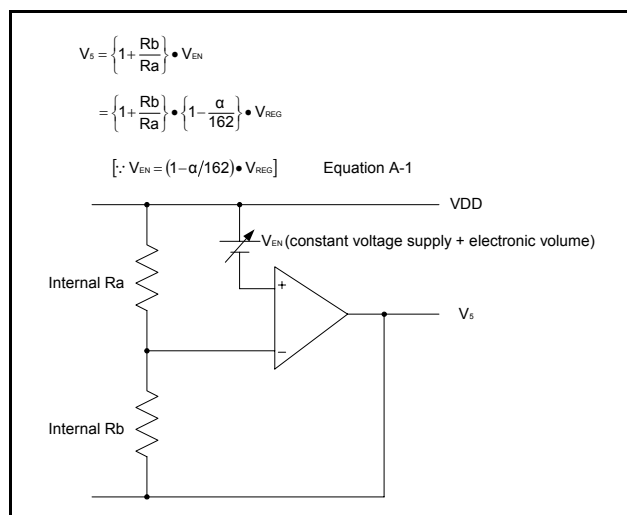 V5 = {1+ Rb/Ra} • VEN
= {1+ Rb/Ra} • {1− α/162} • VREG
[∵ VEN = (1−α/162) • VREG] Equation A-1
VDD
VEN (constant voltage supply + electronic volume)
Internal Ra
+
V5
−
Internal Rb